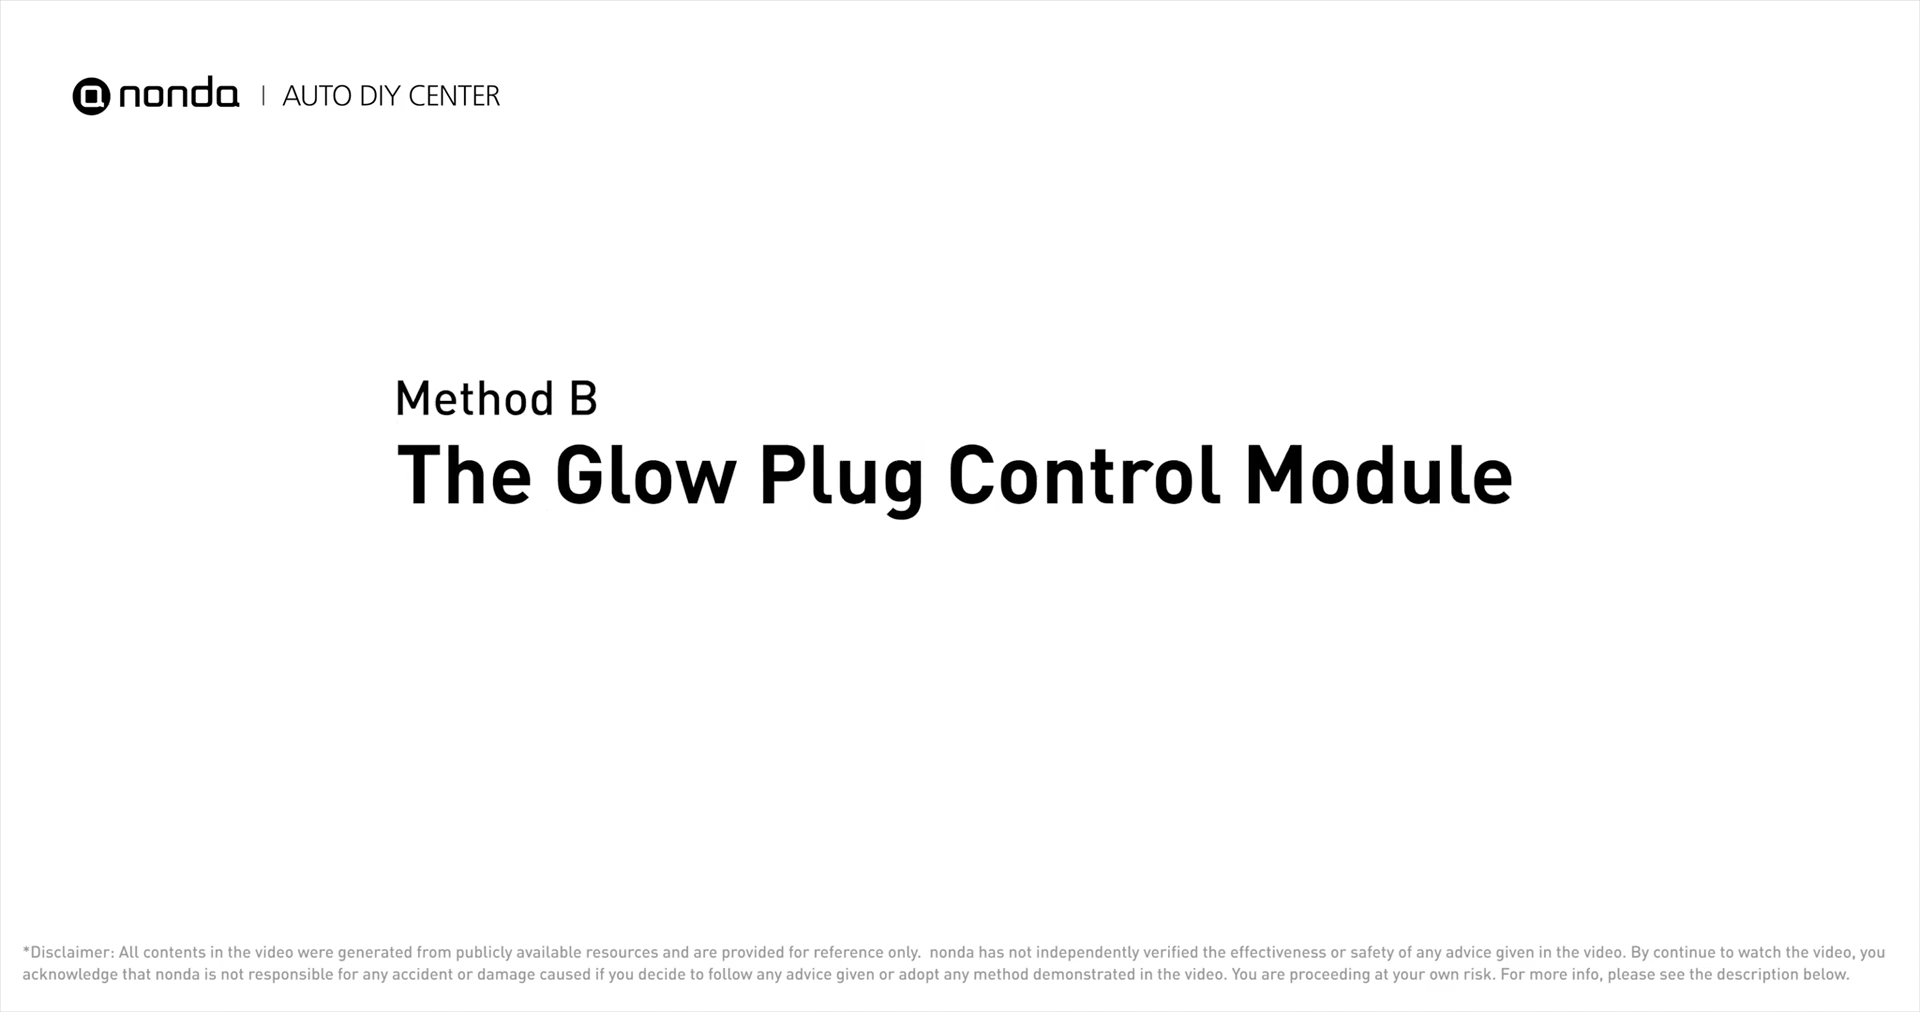 nonda | AUTO DIY CENTER
Method B
The Glow Plug Control Module
*Disclaimer: All contents in the video were generated from publicly available resources and are provided for reference only.  nonda has not independently verified the effectiveness or safety of any advice given in the video. By continue to watch the video, you
acknowledge that nonda is not responsible for any accident or damage caused if you decide to follow any advice given or adopt any method demonstrated in the video. You are proceeding at your own risk. For more info, please see the description below.